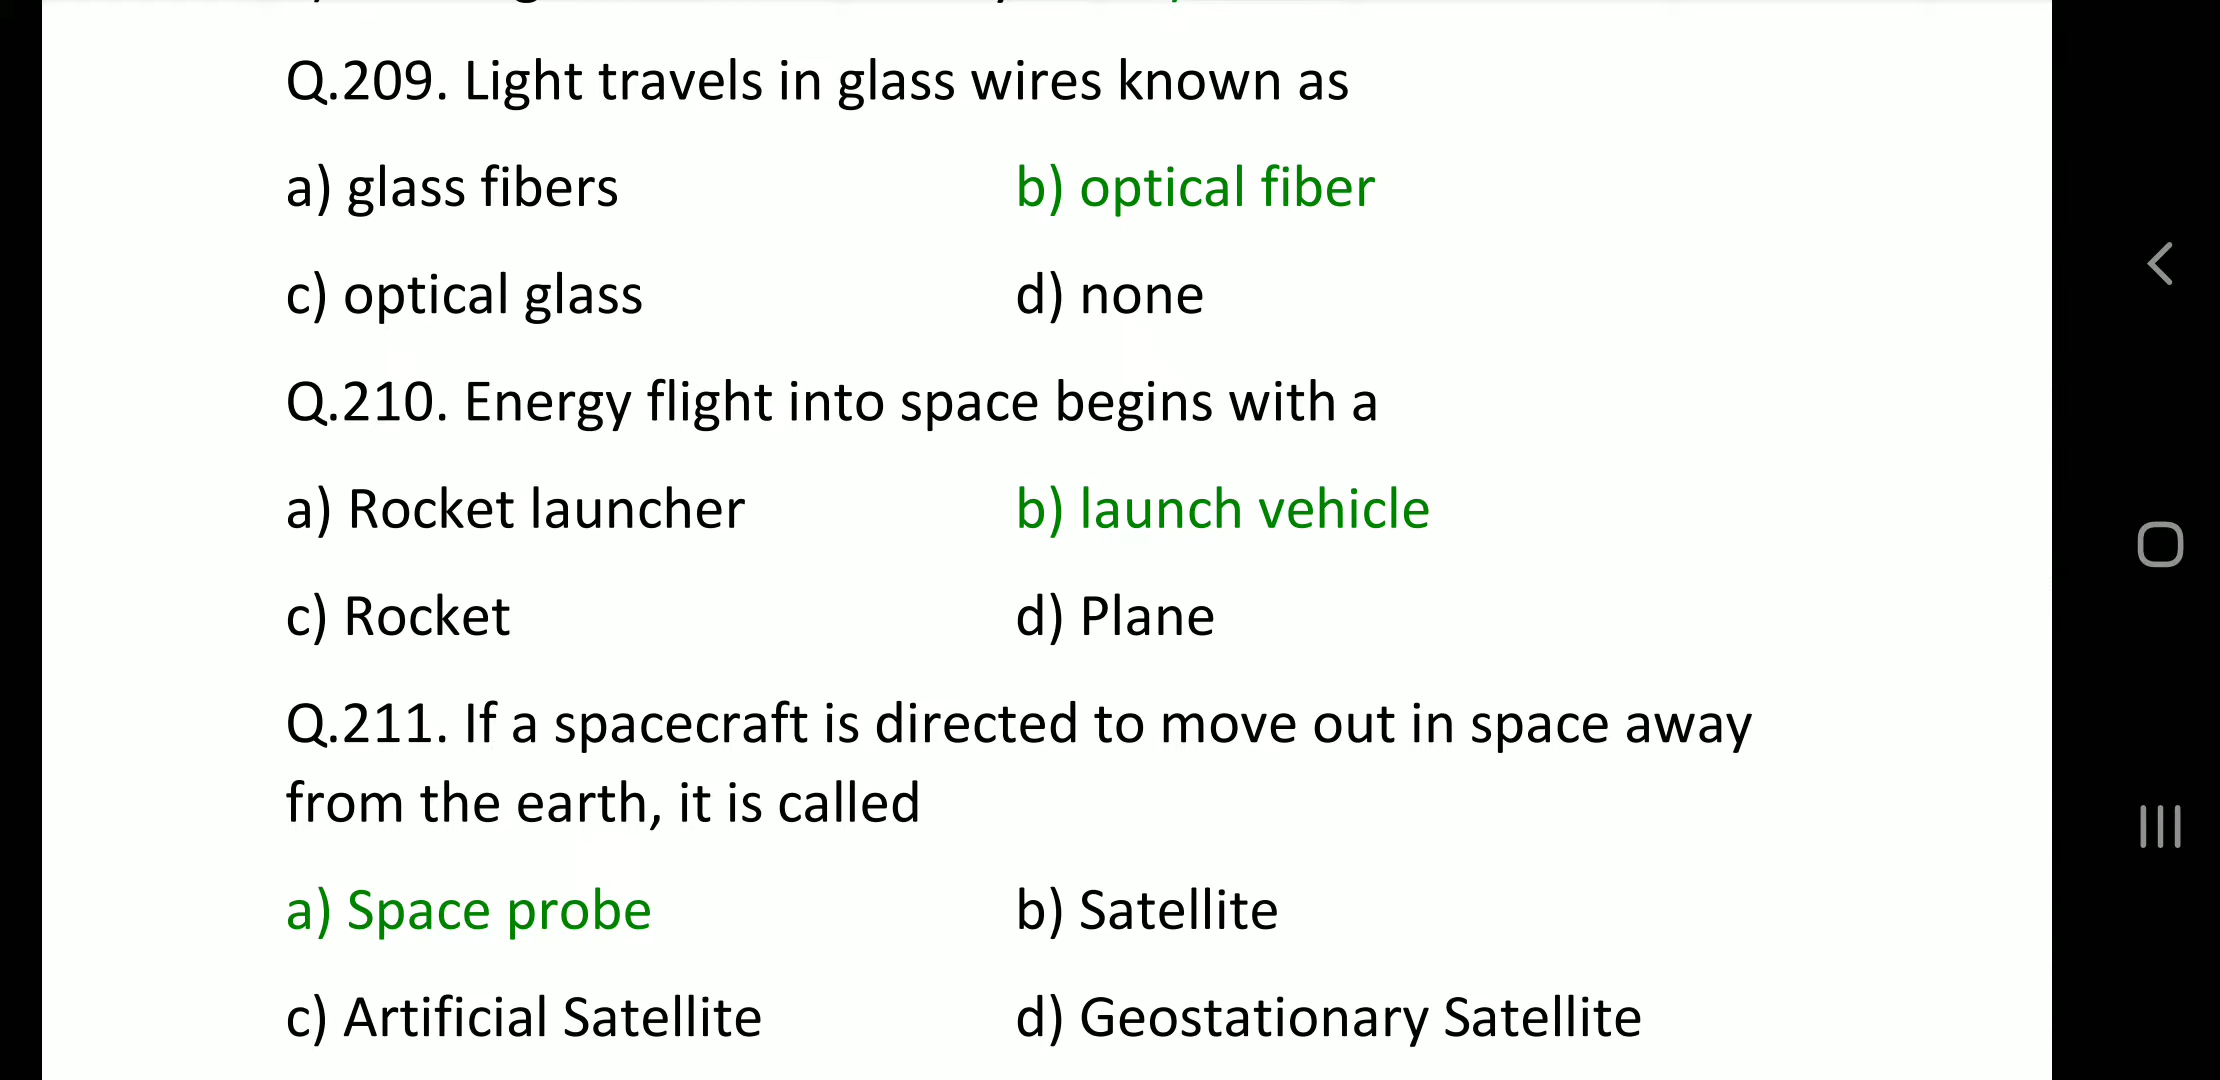 Q.209. Light travels in glass wires known as
a) glass fibers b) optical fiber
c) optical glass d) none
Q.210. Energy flight into space begins with a
a) Rocket launcher b) launch vehicle
c) Rocket d) Plane
Q.211. If a spacecraft is directed to move out in space away
from the earth, it is called
a) Space probe b) Satellite
c) Artificial Satellite d) Geostationary Satellite